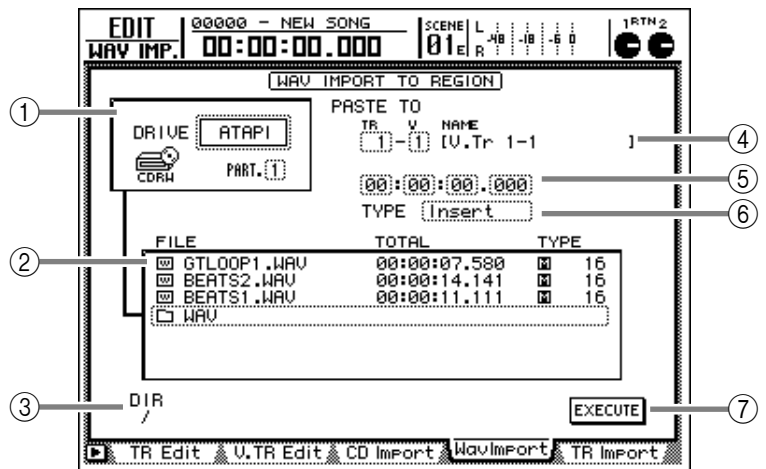 EDIT
WAV IMP.
00000 - NEW SONG
00:00:00.000
SCENE
01E
L
R
-48 -18 -6 0
1 RTN 2
WAV IMPORT TO REGION
1
DRIVE ATAPI
CDRW
PART. 1
PASTE TO
TR V NAME
1 - 1 [V.Tr 1-1 ]
4
00:00:00.000
5
TYPE Insert
6
2
FILE TOTAL TYPE
W GTLOOP1.WAV 00:00:07.580 M 16
W BEATS2.WAV 00:00:14.141 M 16
W BEATS1.WAV 00:00:11.111 M 16
WAV
3
DIR
/
EXECUTE
7
TR Edit V.TR Edit CD Import WavImport TR Import